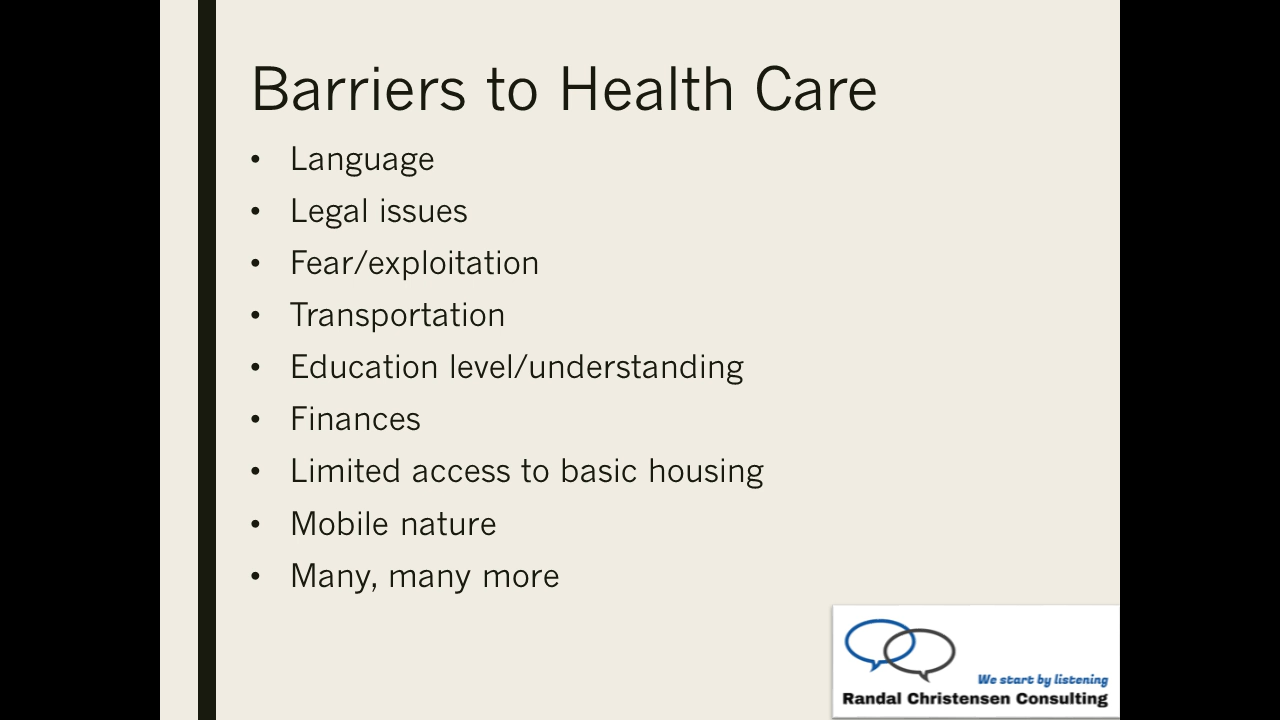 Barriers to Health Care
• Language
• Legal issues
• Fear/exploitation
• Transportation
• Education level/understanding
• Finances
• Limited access to basic housing
• Mobile nature
• Many, many more
We start by listening
Randal Christensen Consulting